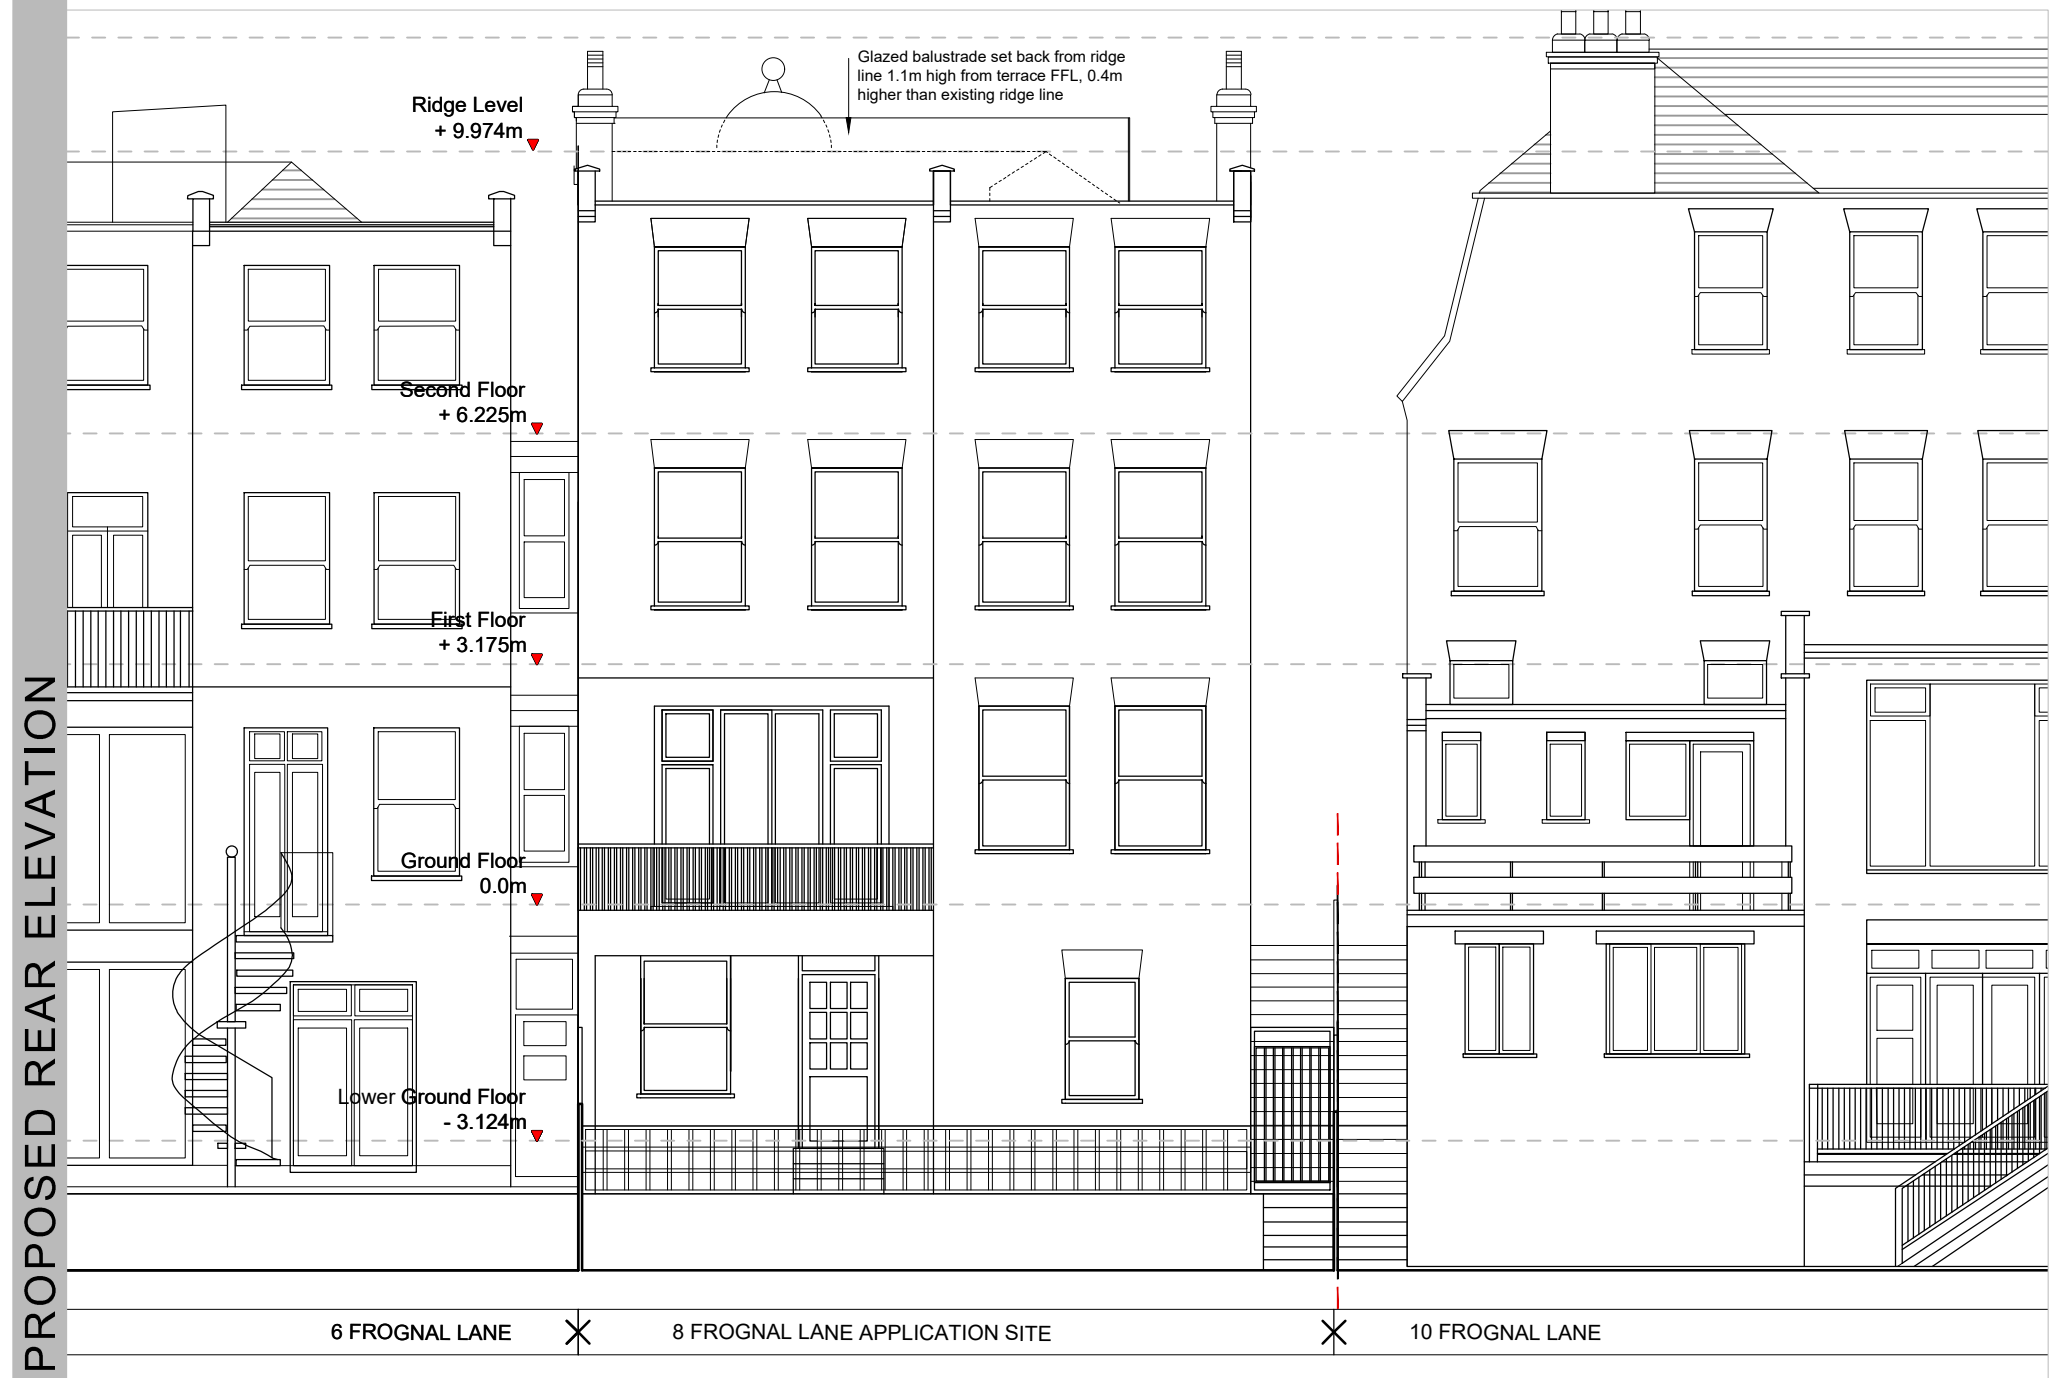 PROPOSED REAR ELEVATION
Glazed balustrade set back from ridge
line 1.1m high from terrace FFL, 0.4m
higher than existing ridge line
Ridge Level
+ 9.974m
Second Floor
+ 6.225m
First Floor
+ 3.175m
Ground Floor
0.0m
Lower Ground Floor
- 3.124m
6 FROGNAL LANE
8 FROGNAL LANE APPLICATION SITE
10 FROGNAL LANE